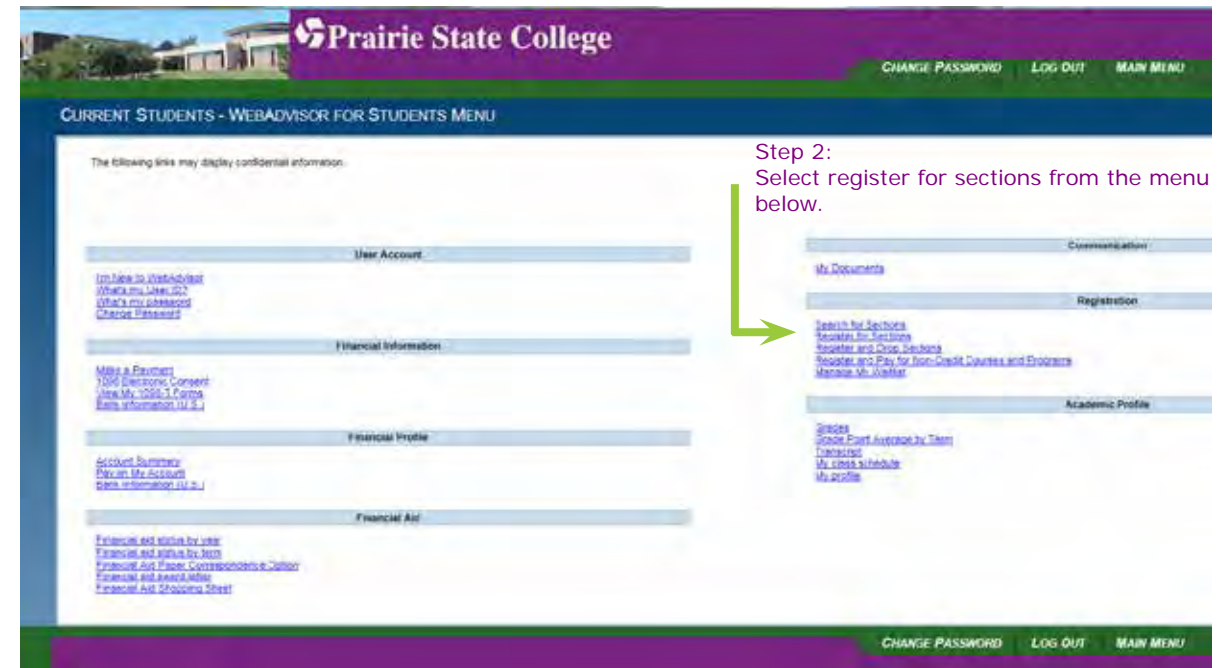 Prairie State College
CHANGE PASSWORD LOG OUT MAIN MENU
CURRENT STUDENTS - WEBADVISOR FOR STUDENTS MENU
The following links may display confidential information.
Step 2:
Select register for sections from the menu
below.
User Account
I'm New to WebAdvisor
What's my User ID?
What's my password
Change Password
Financial Information
Make a Payment
1098 Electronic Consent
View My 1098-T Forms
Bank Information (U.S.)
Financial Profile
Account Summary
Pay on My Account
Bank Information (U.S.)
Financial Aid
Financial aid status by year
Financial aid status by term
Financial Aid Paper Correspondence Option
Financial aid award letter
Financial Aid Shopping Sheet
Communication
My Documents
Registration
Search for Sections
Register for Sections
Register and Drop Sections
Register and Pay for Non-Credit Courses and Programs
Manage My Waitlist
Academic Profile
Grades
Grade Point Average by Term
Transcript
My class schedule
My profile
CHANGE PASSWORD LOG OUT MAIN MENU